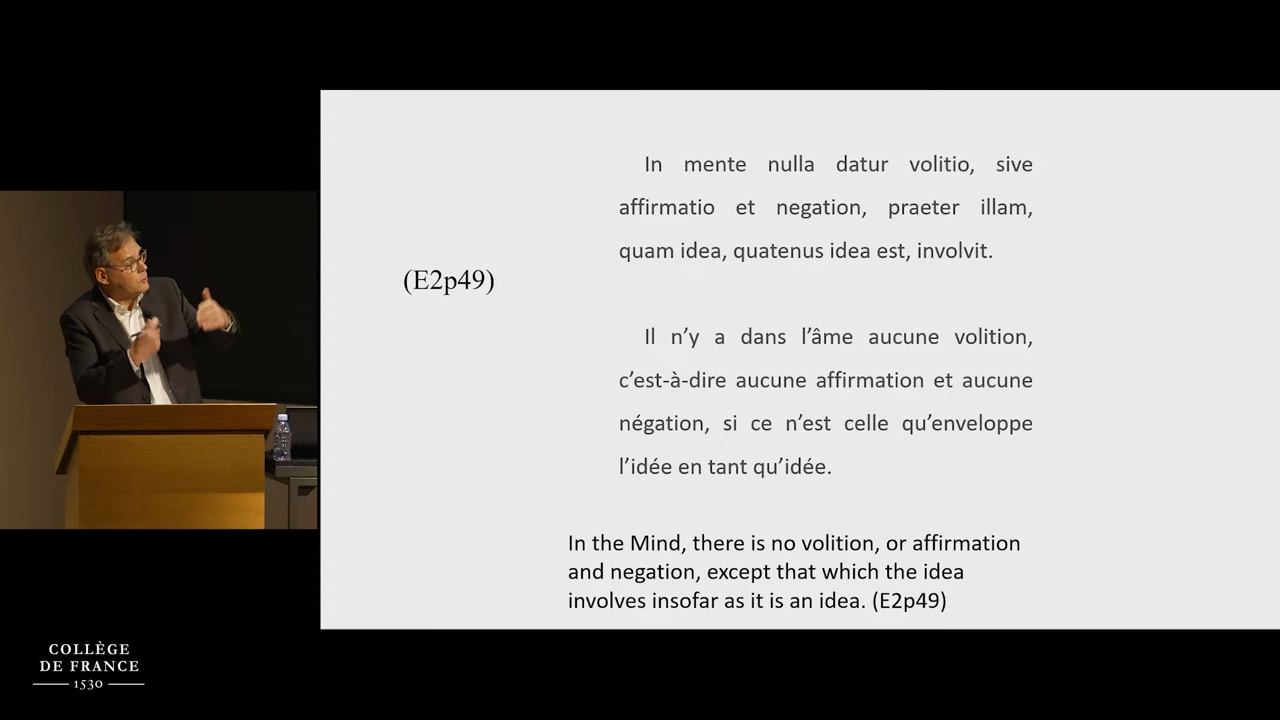 In mente nulla datur volitio, sive
affirmatio et negation, praeter illam,
quam idea, quatenus idea est, involvit.
(E2p49)
Il n’y a dans l’âme aucune volition,
c’est-à-dire aucune affirmation et aucune
négation, si ce n’est celle qu’enveloppe
l’idée en tant qu’idée.
In the Mind, there is no volition, or affirmation
and negation, except that which the idea
involves insofar as it is an idea. (E2p49)
COLLÈGE
DE FRANCE
1530